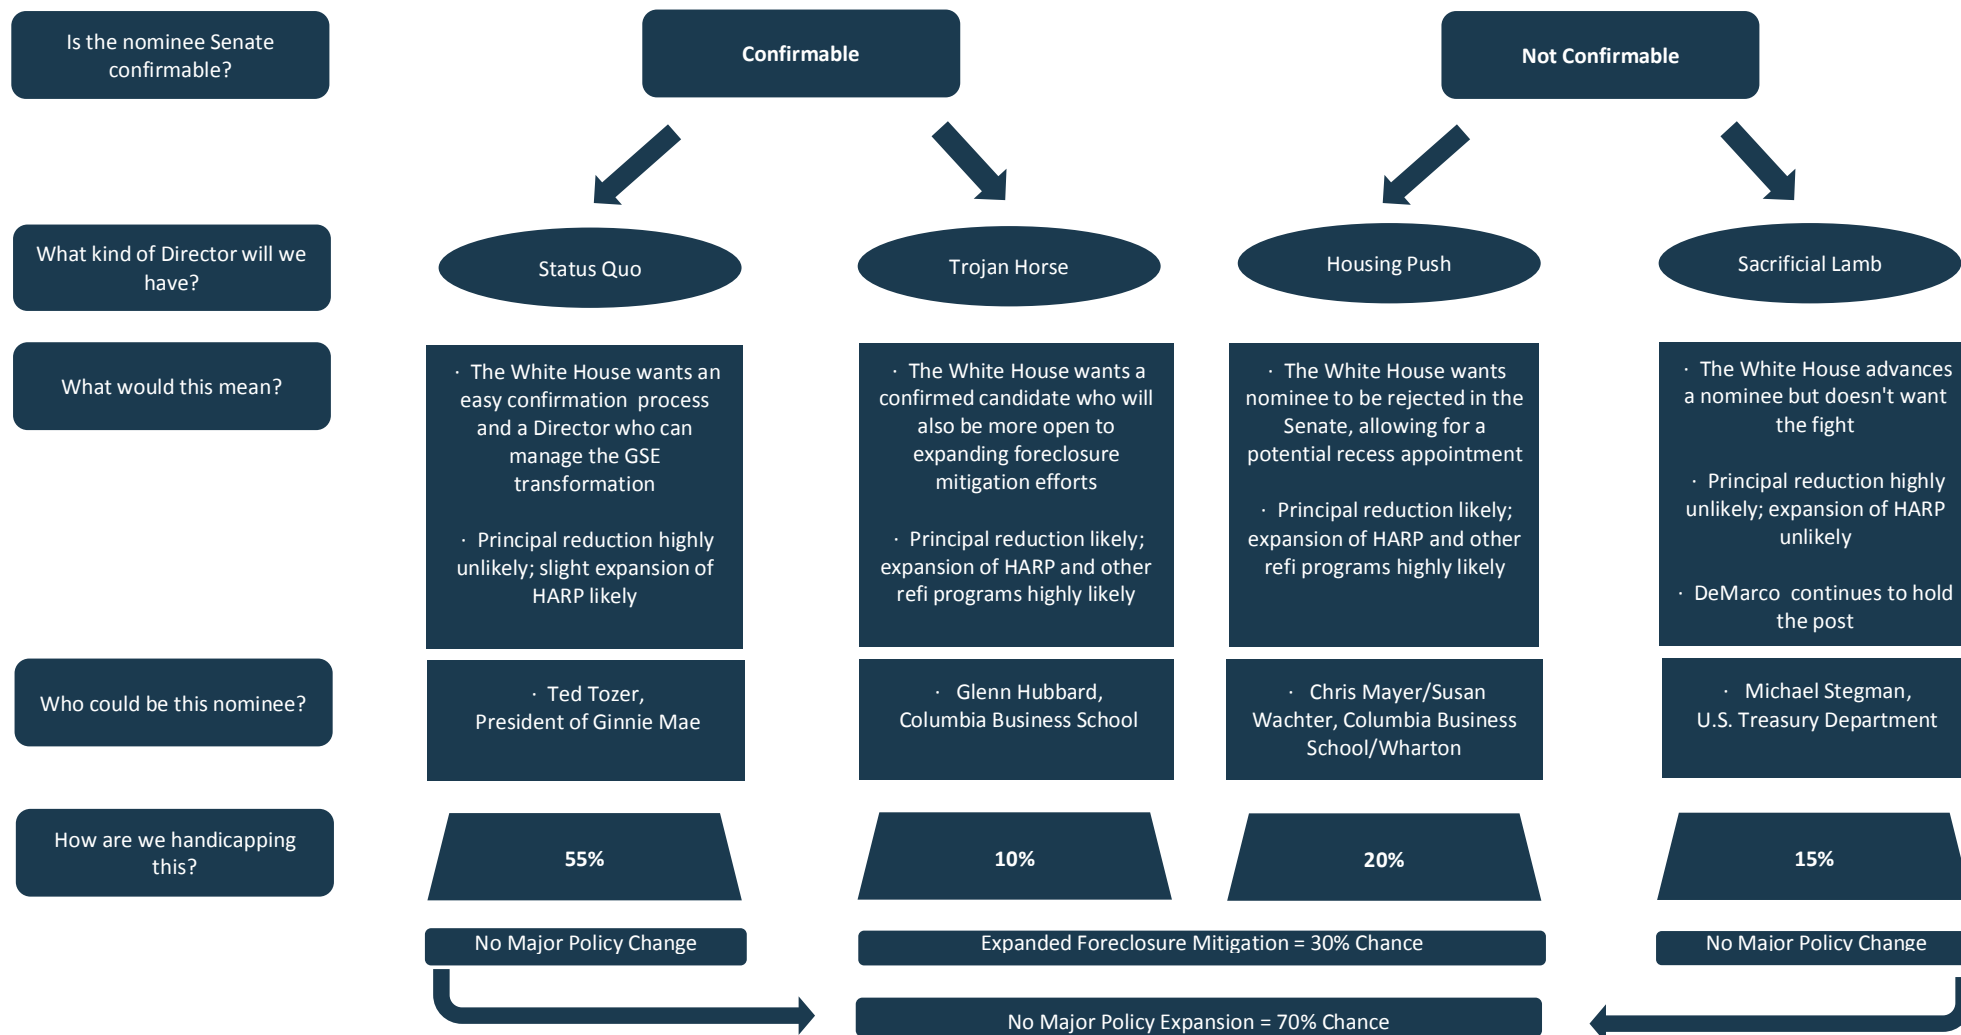 Is the nominee Senate
confirmable?
Confirmable
Not Confirmable
What kind of Director will we
have?
Status Quo
Trojan Horse
Housing Push
Sacrificial Lamb
What would this mean?
· The White House wants an
easy confirmation process
and a Director who can
manage the GSE
transformation
· Principal reduction highly
unlikely; slight expansion of
HARP likely
· The White House wants a
confirmed candidate who will
also be more open to
expanding foreclosure
mitigation efforts
· Principal reduction likely;
expansion of HARP and other
refi programs highly likely
· The White House wants
nominee to be rejected in the
Senate, allowing for a
potential recess appointment
· Principal reduction likely;
expansion of HARP and other
refi programs highly likely
· The White House advances
a nominee but doesn't want
the fight
· Principal reduction highly
unlikely; expansion of HARP
unlikely
· DeMarco continues to hold
the post
Who could be this nominee?
· Ted Tozer,
President of Ginnie Mae
· Glenn Hubbard,
Columbia Business School
· Chris Mayer/Susan
Wachter, Columbia Business
School/Wharton
· Michael Stegman,
U.S. Treasury Department
How are we handicapping
this?
55%
10%
20%
15%
No Major Policy Change
Expanded Foreclosure Mitigation = 30% Chance
No Major Policy Change
No Major Policy Expansion = 70% Chance